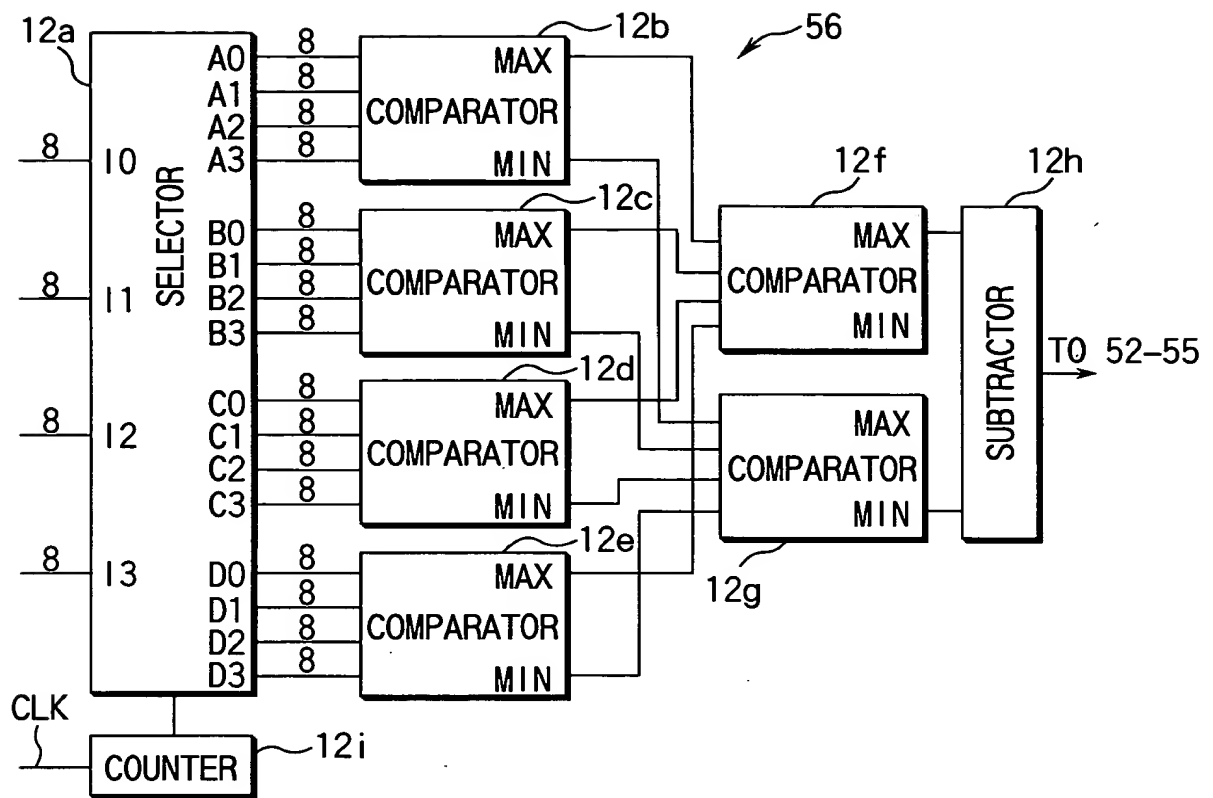 12a
12b
56
A0
8
MAX
A1
8
COMPARATOR
A2
8
A3
8
MIN
8
I0
SELECTOR
12c
12f
12h
B0
8
MAX
MAX
B1
8
COMPARATOR
COMPARATOR
8
I1
B2
8
B3
8
MIN
MIN
12d
SUBTRACTOR
TO 52-55
C0
8
MAX
MAX
8
I2
C1
8
COMPARATOR
COMPARATOR
C2
8
C3
8
MIN
MIN
12e
12g
8
I3
D0
8
MAX
D1
8
COMPARATOR
D2
8
D3
8
MIN
CLK
COUNTER
12i